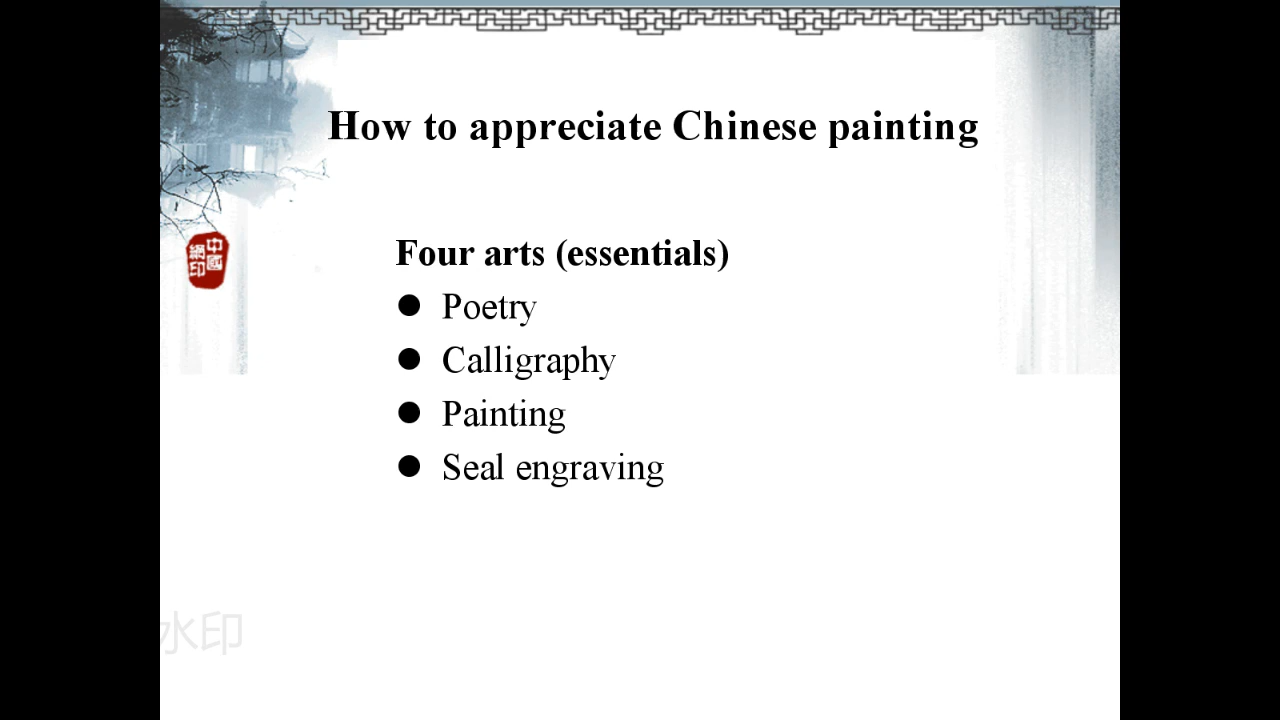 How to appreciate Chinese painting
中國
網印
Four arts (essentials)
● Poetry
● Calligraphy
● Painting
● Seal engraving
水印